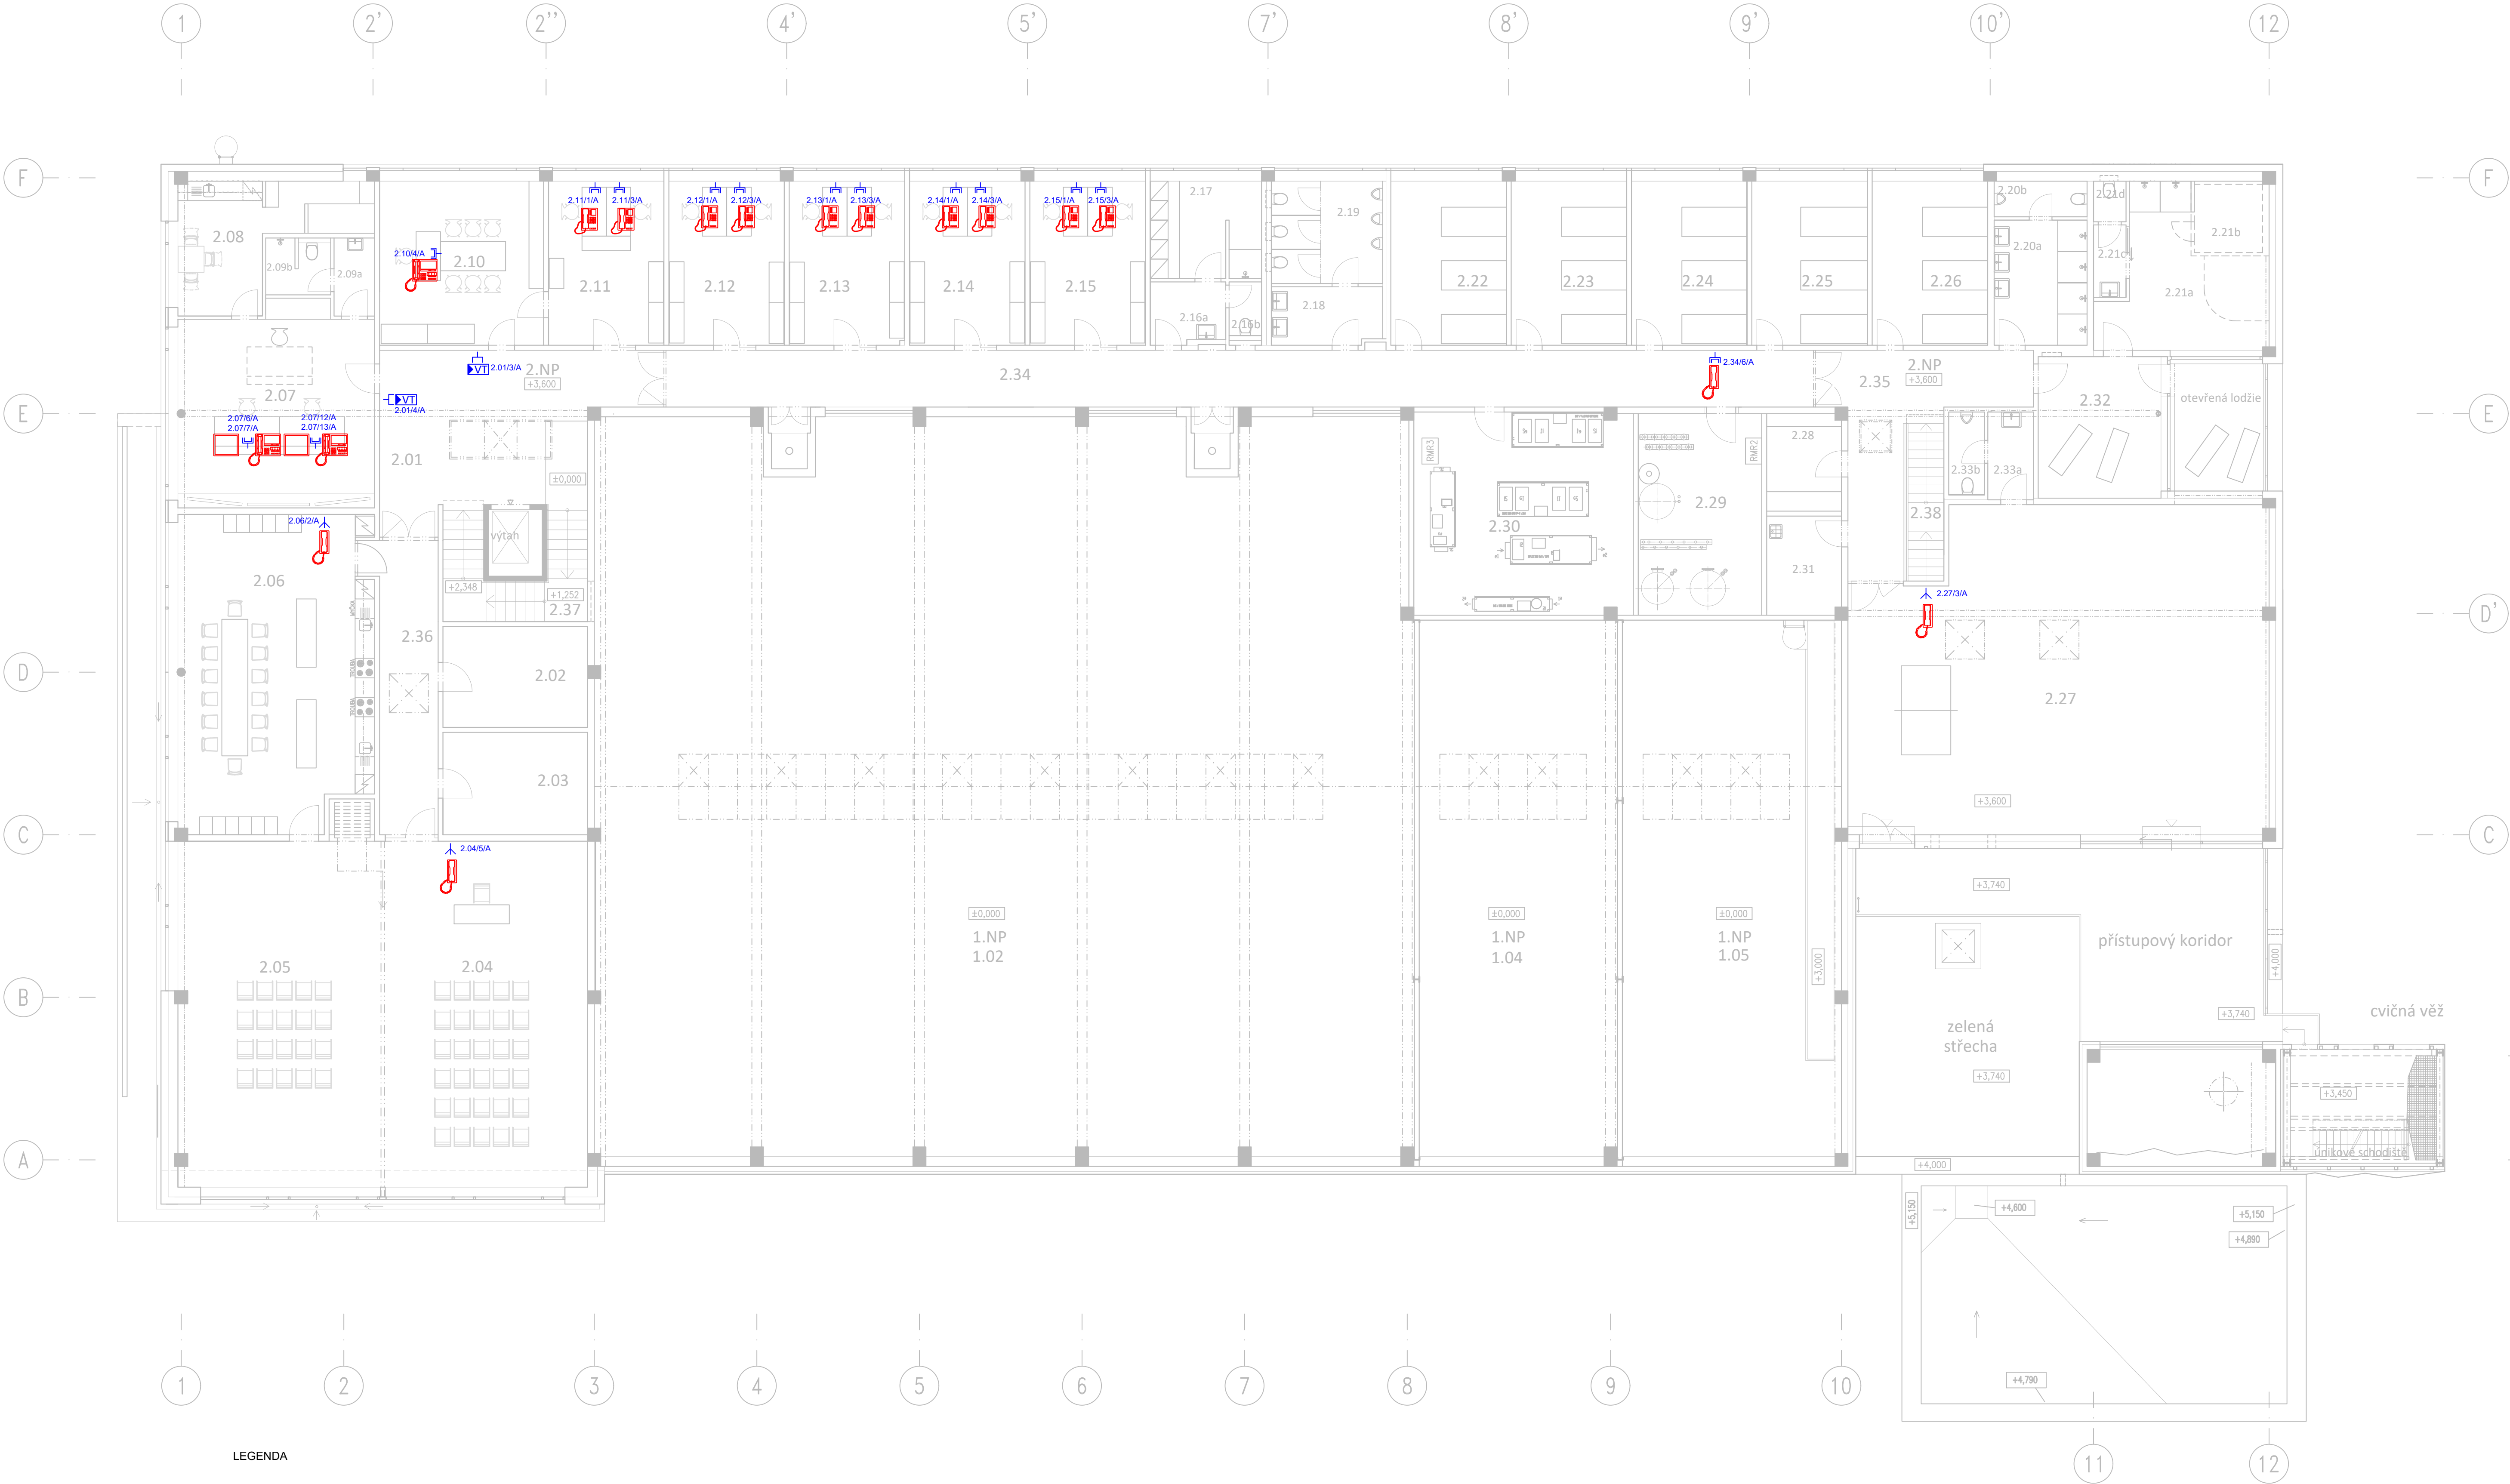 1 2' 2'' 4' 5' 7' 8' 9' 10' 12
F F
2.08
2.09b
2.09a
2.10/4/A
2.10
2.11/1/A 2.11/3/A
2.11
2.12/1/A 2.12/3/A
2.12
2.13/1/A 2.13/3/A
2.13
2.14/1/A 2.14/3/A
2.14
2.15/1/A 2.15/3/A
2.15
2.17
2.16a
2.16b
2.19
2.18
2.22
2.23
2.24
2.25
2.26
2.20b
2.20a
2.21d
2.21c
2.21b
2.21a
VT 2.01/3/A
2.NP
+3,600
2.34
2.34/6/A
2.35
2.NP
+3,600
2.32
otevřená lodžie
E E
2.07
VT
2.01/4/A
2.07/6/A
2.07/7/A
2.07/12/A
2.07/13/A
2.01
±0,000
RMR3
RMR2
2.28
2.29
2.30
2.31
2.33b
2.33a
2.38
2.06/2/A
2.06
výtah
+2,348
+1,252
2.37
2.36
2.27/3/A
D'
D
MYČKA
TROUBA
TROUBA
2.02
2.03
2.27
+3,600
C C
2.04/5/A
2.05
2.04
±0,000
1.NP
1.02
±0,000
1.NP
1.04
±0,000
1.NP
1.05
+3,000
+3,740
přístupový koridor
+4,000
+3,740
cvičná věž
zelená
střecha
+3,740
+3,450
únikové schodiště
B
A
+4,000
+5,150
+4,600
+5,150
+4,890
+4,790
1 2 3 4 5 6 7 8 9 10
11 12
LEGENDA